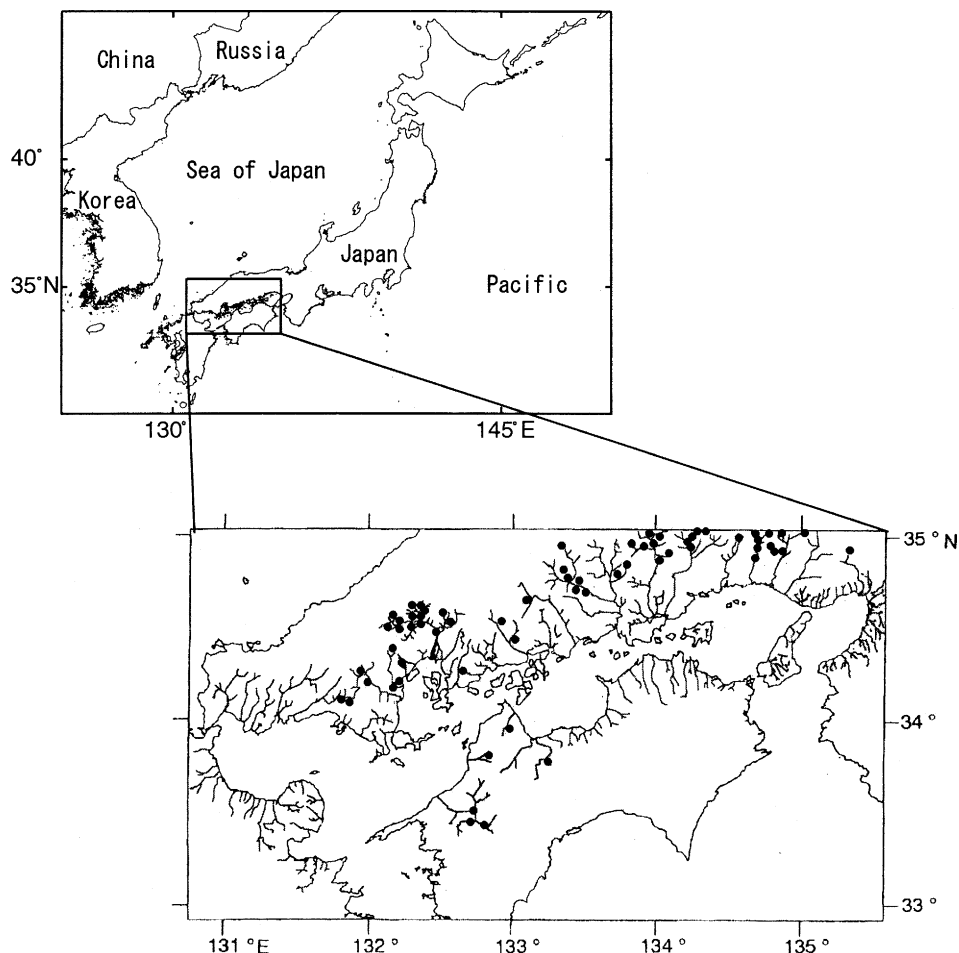 China
Russia
40°
Sea of Japan
Korea
Japan
35°N
Pacific
130°
145°E
35°N
34°
33°
131°E
132°
133°
134°
135°